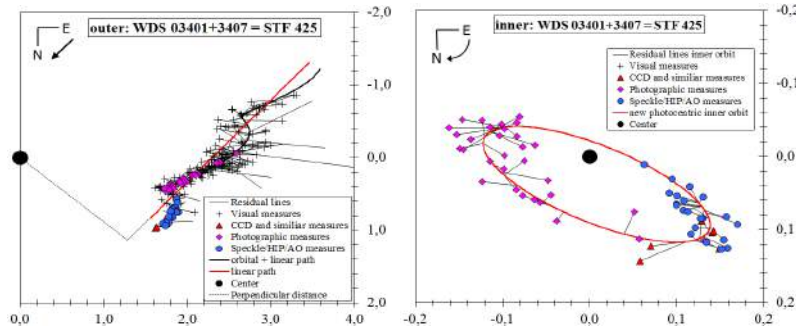 outer: WDS 03401+3407 = STF 425
E
N
-2,0
-1,0
0,0
1,0
2,0
Residual lines
Visual measures
CCD and similiar measures
Photographic measures
Speckle/HIP/AO measures
orbital + linear path
linear path
Center
Perpendicular distance
0,0 1,0 2,0 3,0 4,0
inner: WDS 03401+3407 = STF 425
E
N
-0,2
-0,1
0
0,1
0,2
Residual lines inner orbit
Visual measures
CCD and similiar measures
Photographic measures
Speckle/HIP/AO measures
new photocentric inner orbit
Center
-0,2 -0,1 0,0 0,1 0,2